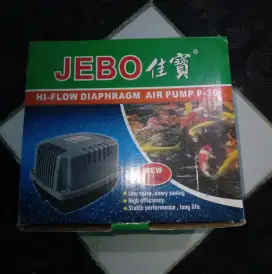 JEBO 佳寶®
HI-FLOW DIAPHRAGM AIR PUMP
NEW
Low noise, energy saving
High efficiency.
Stable performance, long life